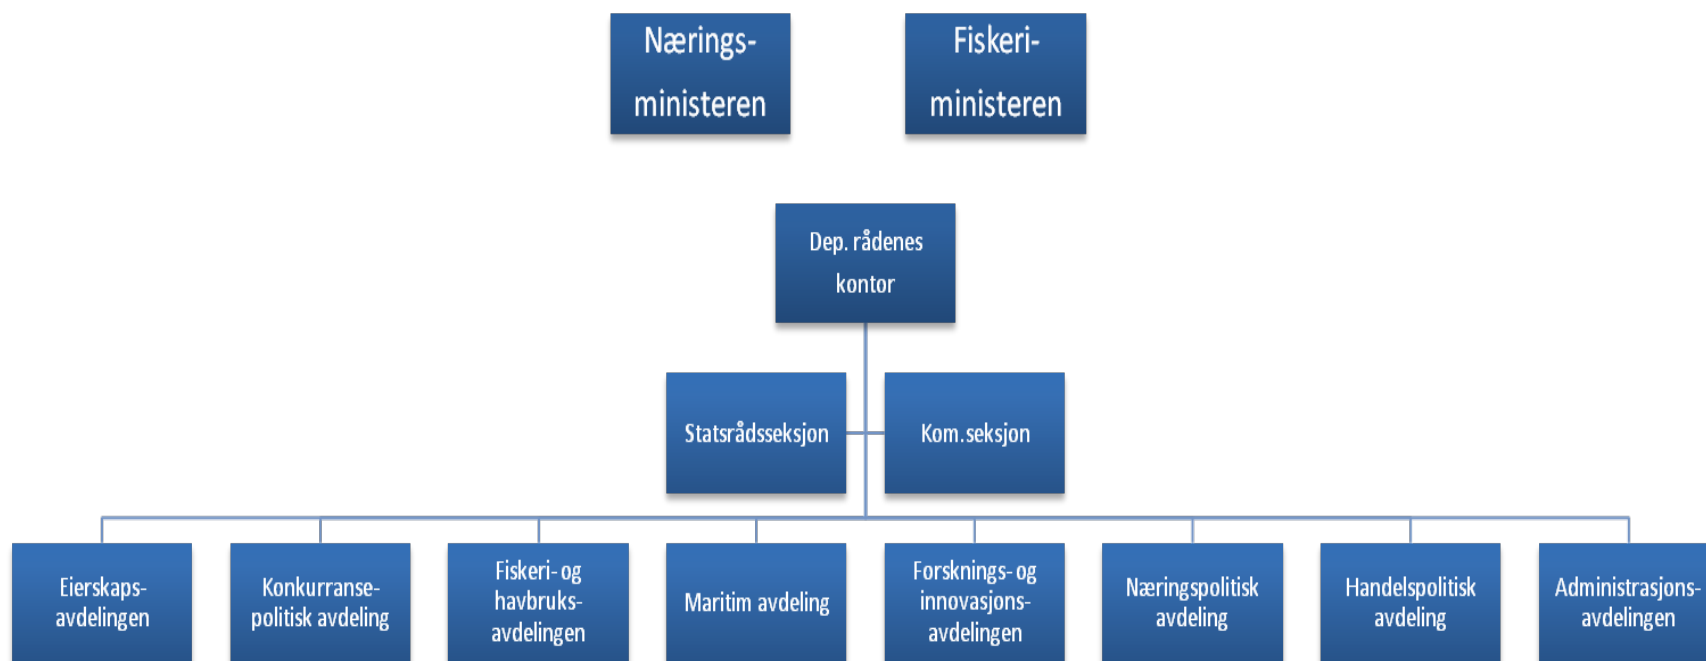 Nærings-
ministeren
Fiskeri-
ministeren
Dep. rådenes
kontor
Statsrådsseksjon
Kom.seksjon
Eierskaps-
avdelingen
Konkurranse-
politisk avdeling
Fiskeri- og
havbruks-
avdelingen
Maritim avdeling
Forsknings- og
innovasjons-
avdelingen
Næringspolitisk
avdeling
Handelspolitisk
avdeling
Administrasjons-
avdelingen